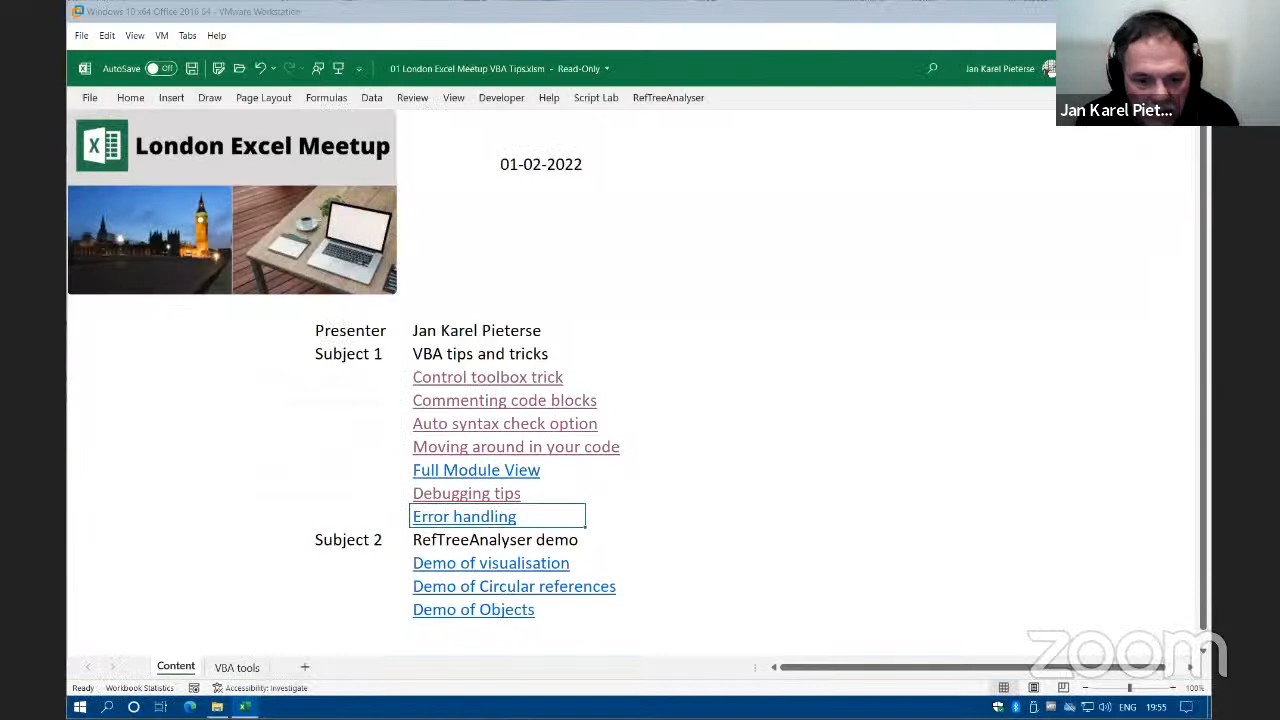 Windows 10 x64 Office 2016 64 - VMware Workstation
File Edit View VM Tabs Help
AutoSave Off 01 London Excel Meetup VBA Tips.xlsm - Read-Only Jan Karel Pieterse
File Home Insert Draw Page Layout Formulas Data Review View Developer Help Script Lab RefTreeAnalyser
Jan Karel Piet...
London Excel Meetup
01-02-2022
Presenter Jan Karel Pieterse
Subject 1 VBA tips and tricks
Control toolbox trick
Commenting code blocks
Auto syntax check option
Moving around in your code
Full Module View
Debugging tips
Error handling
Subject 2 RefTreeAnalyser demo
Demo of visualisation
Demo of Circular references
Demo of Objects
zoom
Content VBA tools
Ready Workbook Statistics Accessibility: Investigate 100%
ENG 19:55